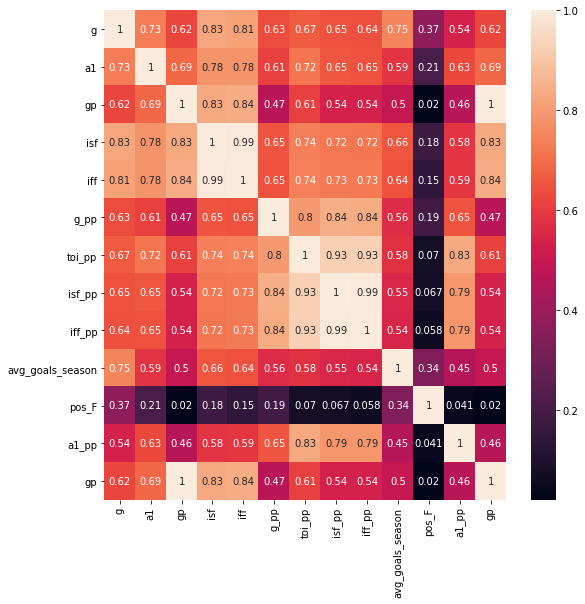 g 1 0.73 0.62 0.83 0.81 0.63 0.67 0.65 0.64 0.75 0.37 0.54 0.62
a1 0.73 1 0.69 0.78 0.78 0.61 0.72 0.65 0.65 0.59 0.21 0.63 0.69
gp 0.62 0.69 1 0.83 0.84 0.47 0.61 0.54 0.54 0.5 0.02 0.46 1
isf 0.83 0.78 0.83 1 0.99 0.65 0.74 0.72 0.72 0.66 0.18 0.58 0.83
iff 0.81 0.78 0.84 0.99 1 0.65 0.74 0.73 0.73 0.64 0.15 0.59 0.84
g_pp 0.63 0.61 0.47 0.65 0.65 1 0.8 0.84 0.84 0.56 0.19 0.65 0.47
toi_pp 0.67 0.72 0.61 0.74 0.74 0.8 1 0.93 0.93 0.58 0.07 0.83 0.61
isf_pp 0.65 0.65 0.54 0.72 0.73 0.84 0.93 1 0.99 0.55 0.067 0.79 0.54
iff_pp 0.64 0.65 0.54 0.72 0.73 0.84 0.93 0.99 1 0.54 0.058 0.79 0.54
avg_goals_season 0.75 0.59 0.5 0.66 0.64 0.56 0.58 0.55 0.54 1 0.34 0.45 0.5
pos_F 0.37 0.21 0.02 0.18 0.15 0.19 0.07 0.067 0.058 0.34 1 0.041 0.02
a1_pp 0.54 0.63 0.46 0.58 0.59 0.65 0.83 0.79 0.79 0.45 0.041 1 0.46
gp 0.62 0.69 1 0.83 0.84 0.47 0.61 0.54 0.54 0.5 0.02 0.46 1
g a1 gp isf iff g_pp toi_pp isf_pp iff_pp avg_goals_season pos_F a1_pp gp
1.0
0.8
0.6
0.4
0.2